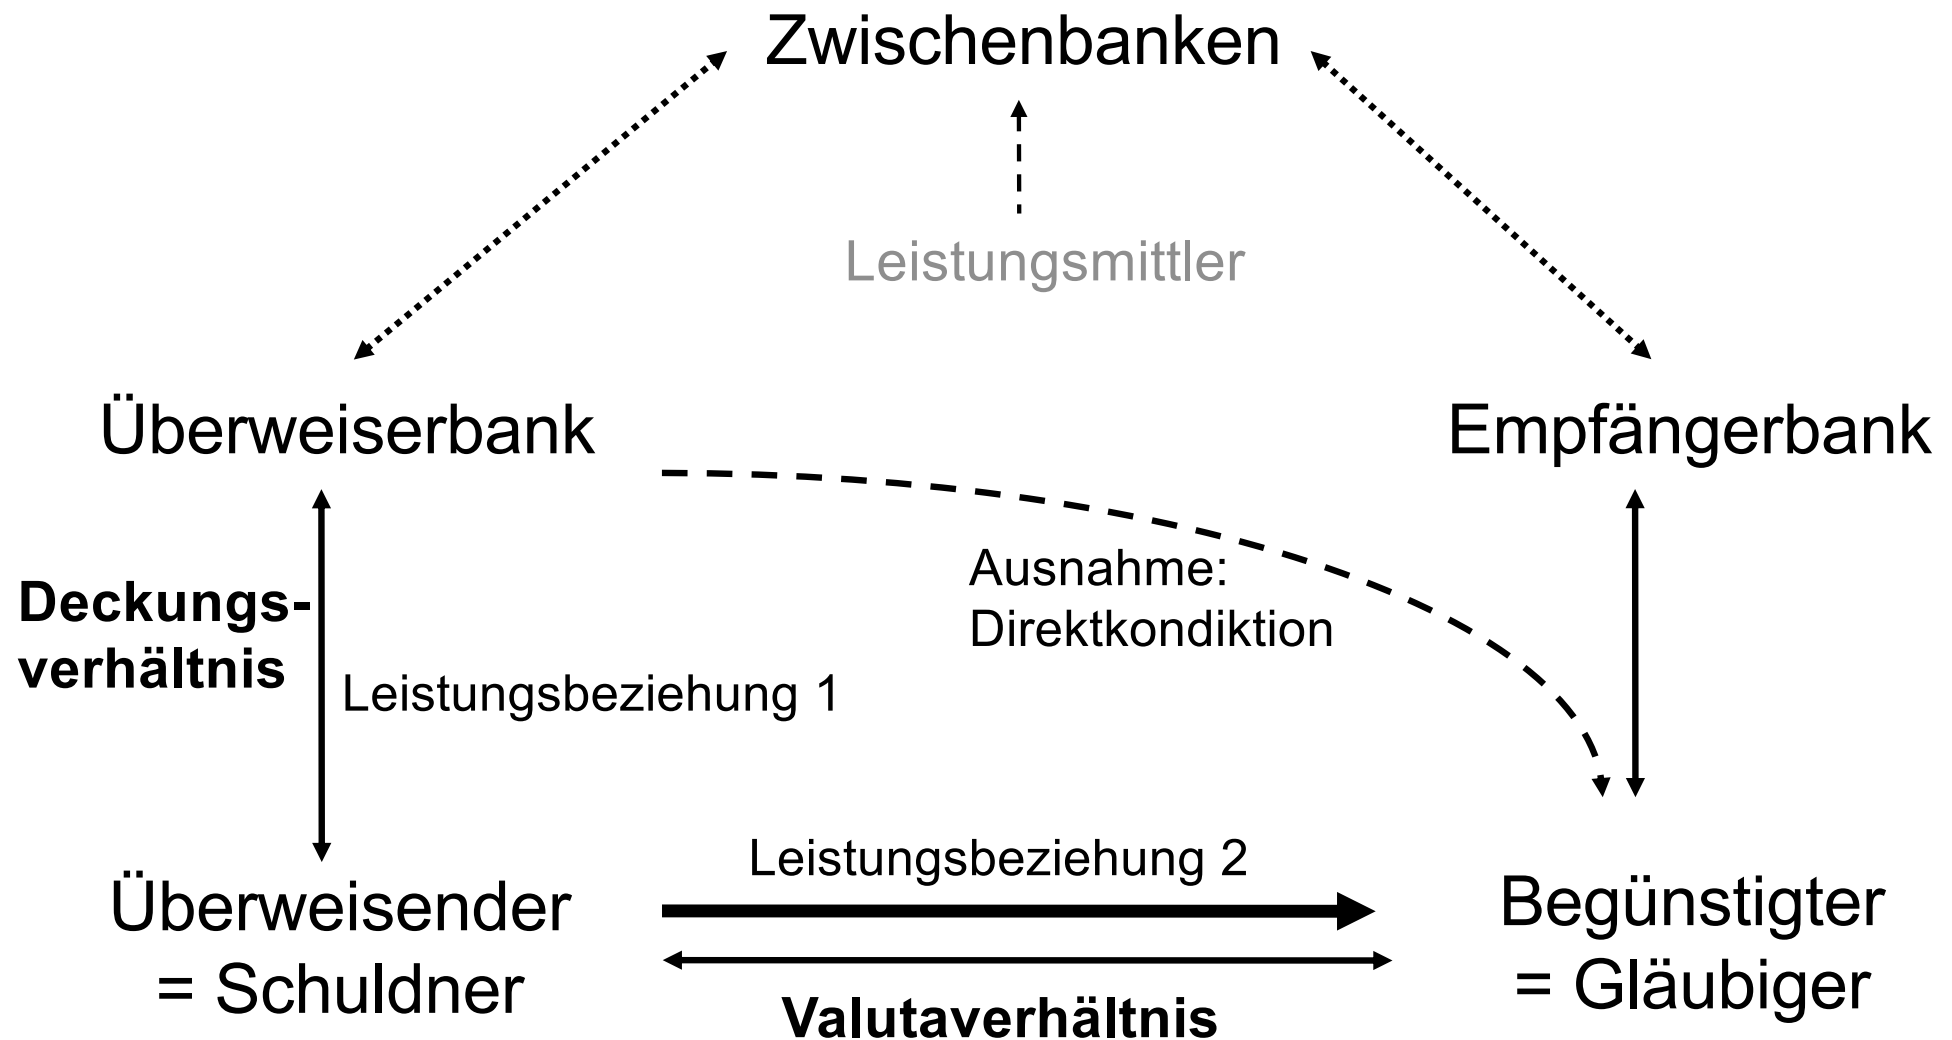 Zwischenbanken
Leistungsmittler
Überweiserbank
Empfängerbank
Ausnahme:
Direktkondiktion
Deckungs-
verhältnis
Leistungsbeziehung 1
Leistungsbeziehung 2
Überweisender
= Schuldner
Begünstigter
= Gläubiger
Valutaverhältnis